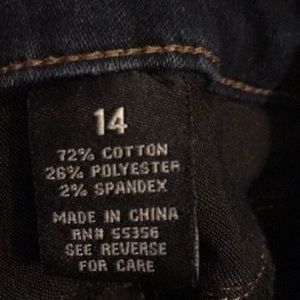 14
72% COTTON
26% POLYESTER
2% SPANDEX
MADE IN CHINA
RN# 55356
SEE REVERSE
FOR CARE